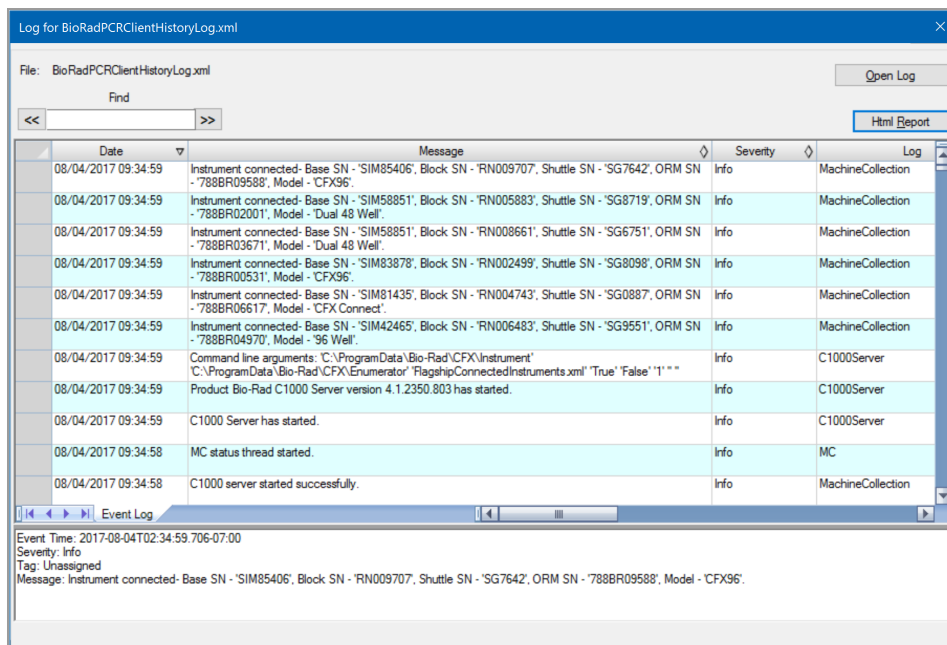 Log for BioRadPCRClientHistoryLog.xml
File: BioRadPCRClientHistoryLog.xml
Open Log
Find
<< >>
Html Report
Date Message Severity Log
08/04/2017 09:34:59 Instrument connected- Base SN - 'SIM85406', Block SN - 'RN009707', Shuttle SN - 'SG7642', ORM SN Info MachineCollection
- '788BR09588', Model - 'CFX96'.
08/04/2017 09:34:59 Instrument connected- Base SN - 'SIM58851', Block SN - 'RN005883', Shuttle SN - 'SG8719', ORM SN Info MachineCollection
- '788BR02001', Model - 'Dual 48 Well'.
08/04/2017 09:34:59 Instrument connected- Base SN - 'SIM58851', Block SN - 'RN008661', Shuttle SN - 'SG6751', ORM SN Info MachineCollection
- '788BR03671', Model - 'Dual 48 Well'.
08/04/2017 09:34:59 Instrument connected- Base SN - 'SIM83878', Block SN - 'RN002499', Shuttle SN - 'SG8098', ORM SN Info MachineCollection
- '788BR00531', Model - 'CFX96'.
08/04/2017 09:34:59 Instrument connected- Base SN - 'SIM81435', Block SN - 'RN004743', Shuttle SN - 'SG0887', ORM SN Info MachineCollection
- '788BR06617', Model - 'CFX Connect'.
08/04/2017 09:34:59 Instrument connected- Base SN - 'SIM42465', Block SN - 'RN006483', Shuttle SN - 'SG9551', ORM SN Info MachineCollection
- '788BR04970', Model - '96 Well'.
08/04/2017 09:34:59 Command line arguments: 'C:\ProgramData\Bio-Rad\CFX\Instrument' Info C1000Server
'C:\ProgramData\Bio-Rad\CFX\Enumerator' 'FlagshipConnectedInstruments.xml' 'True' 'False' '1' '' ''
08/04/2017 09:34:59 Product Bio-Rad C1000 Server version 4.1.2350.803 has started. Info C1000Server
08/04/2017 09:34:59 C1000 Server has started. Info C1000Server
08/04/2017 09:34:58 MC status thread started. Info MC
08/04/2017 09:34:58 C1000 server started successfully. Info MachineCollection
Event Log
Event Time: 2017-08-04T02:34:59.706-07:00
Severity: Info
Tag: Unassigned
Message: Instrument connected- Base SN - 'SIM85406', Block SN - 'RN009707', Shuttle SN - 'SG7642', ORM SN - '788BR09588', Model - 'CFX96'.